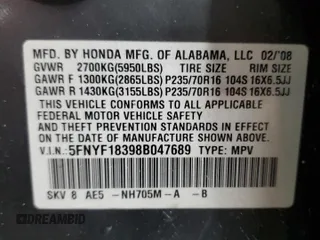 MFD. BY HONDA MFG. OF ALABAMA, LLC 02/'08
GVWR 2700KG(5950LBS) TIRE SIZE RIM SIZE
GAWR F 1300KG(2865LBS) P235/70R16 104S 16X6.5JJ
GAWR R 1430KG(3155LBS) P235/70R16 104S 16X6.5JJ
THIS VEHICLE CONFORMS TO ALL APPLICABLE
FEDERAL MOTOR VEHICLE SAFETY STANDARDS IN EFFECT ON THE
DATE OF MANUFACTURE SHOWN ABOVE.
V.I.N:5FNYF18398B047689 TYPE: MPV
SKV 8 AE5 -NH705M-A -B
DREAMBID